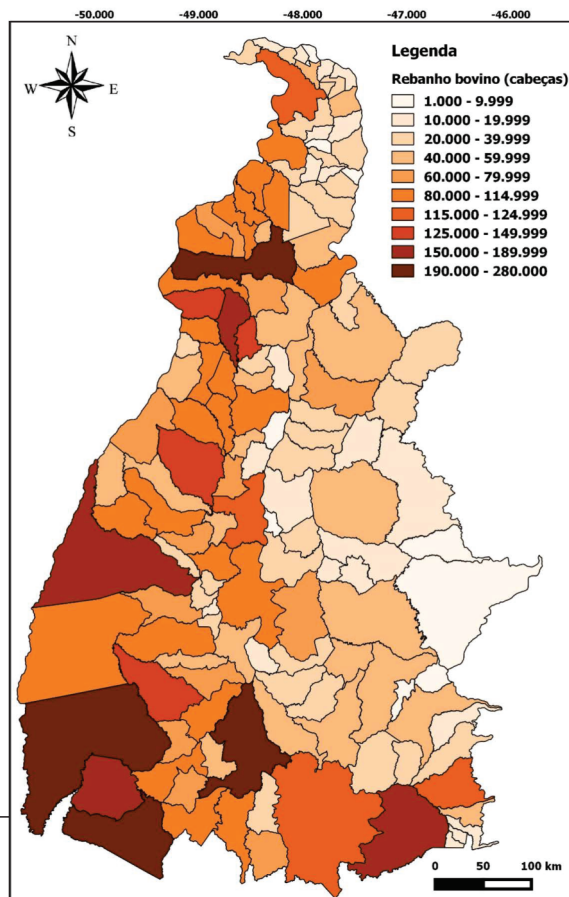 -50.000 -49.000 -48.000 -47.000 -46.000
N
W E
S
Legenda
Rebanho bovino (cabeças)
1.000 - 9.999
10.000 - 19.999
20.000 - 39.999
40.000 - 59.999
60.000 - 79.999
80.000 - 114.999
115.000 - 124.999
125.000 - 149.999
150.000 - 189.999
190.000 - 280.000
0 50 100 km